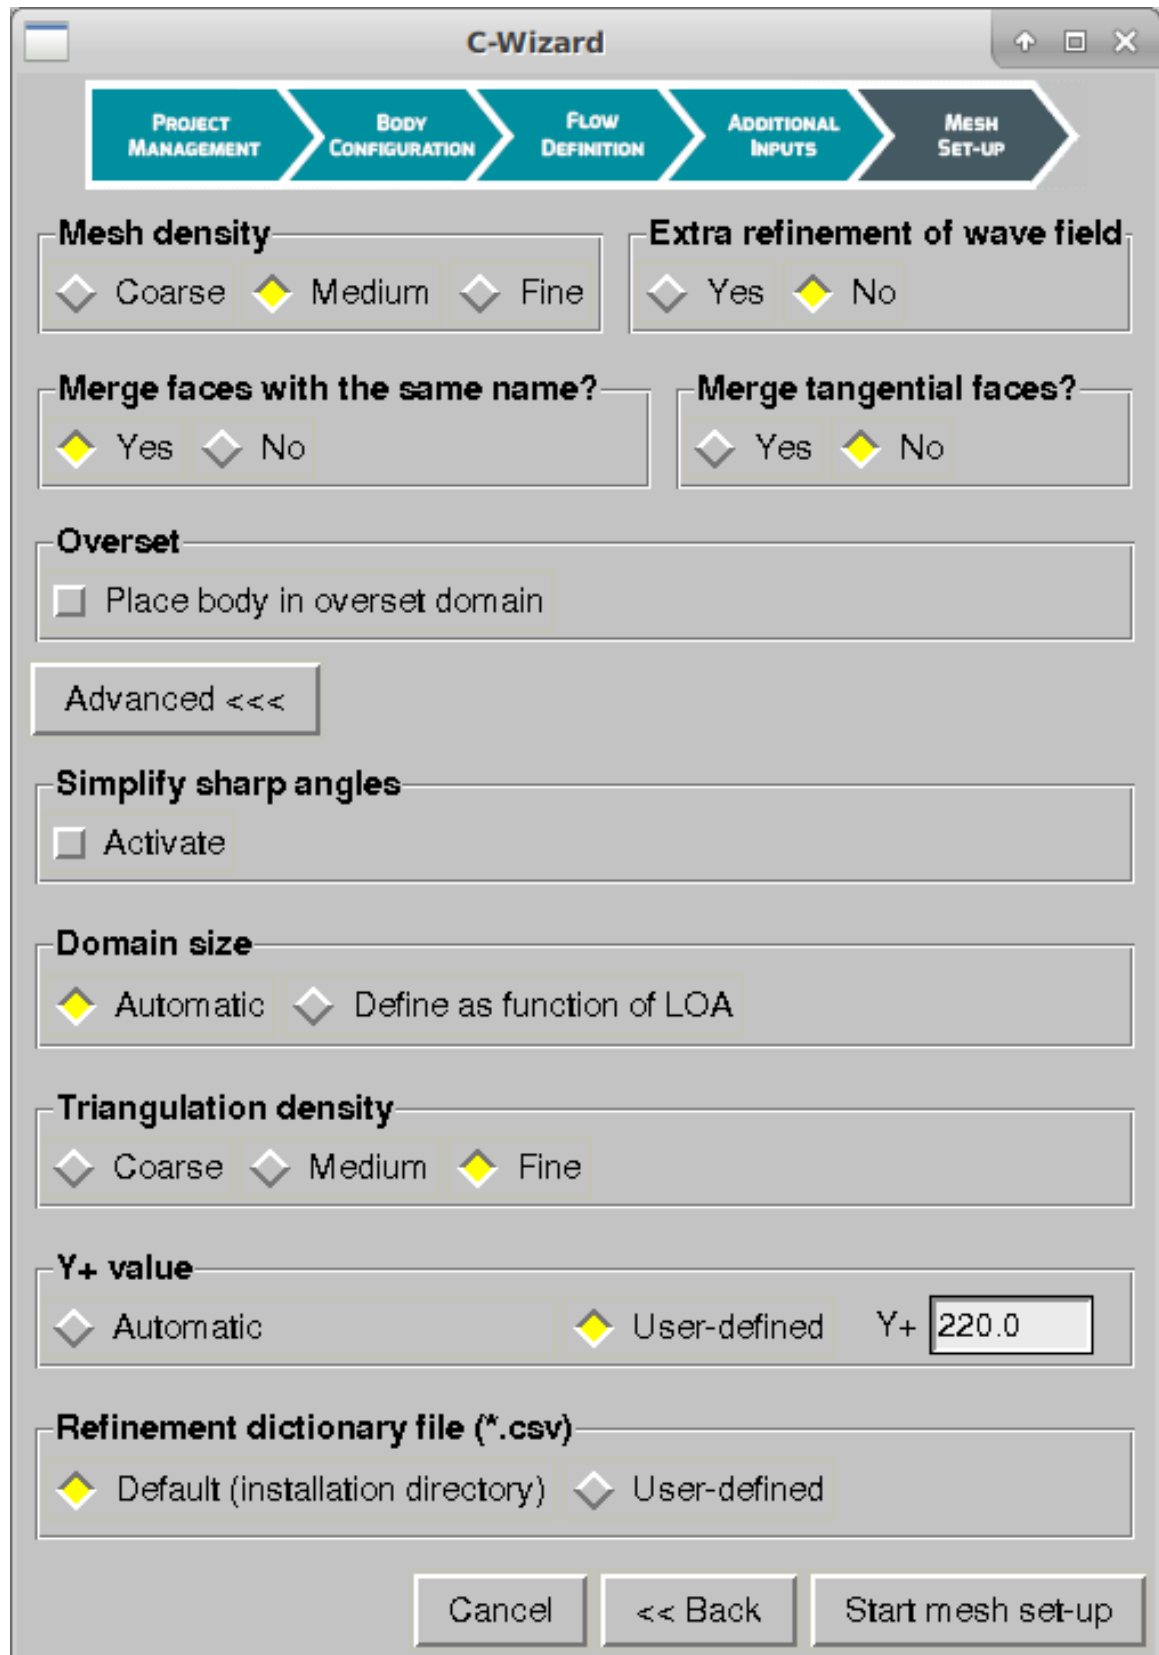 C-Wizard
PROJECT MANAGEMENT
BODY CONFIGURATION
FLOW DEFINITION
ADDITIONAL INPUTS
MESH SET-UP
Mesh density
Coarse Medium Fine
Extra refinement of wave field
Yes No
Merge faces with the same name?
Yes No
Merge tangential faces?
Yes No
Overset
Place body in overset domain
Advanced <<<
Simplify sharp angles
Activate
Domain size
Automatic Define as function of LOA
Triangulation density
Coarse Medium Fine
Y+ value
Automatic User-defined Y+ 220.0
Refinement dictionary file (*.csv)
Default (installation directory) User-defined
Cancel << Back Start mesh set-up